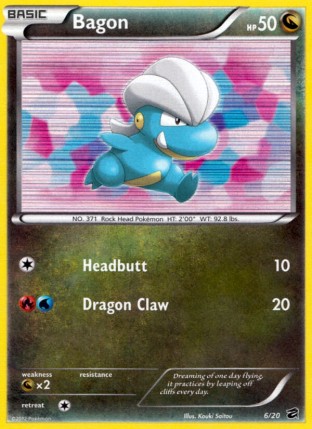 BASIC
Bagon
HP 50
NO. 371 Rock Head Pokémon HT: 2'00" WT: 92.8 lbs.
Headbutt 10
Dragon Claw 20
weakness resistance
×2
Dreaming of one day flying,
it practices by leaping off
cliffs every day.
retreat
Illus. Kouki Saitou 6/20